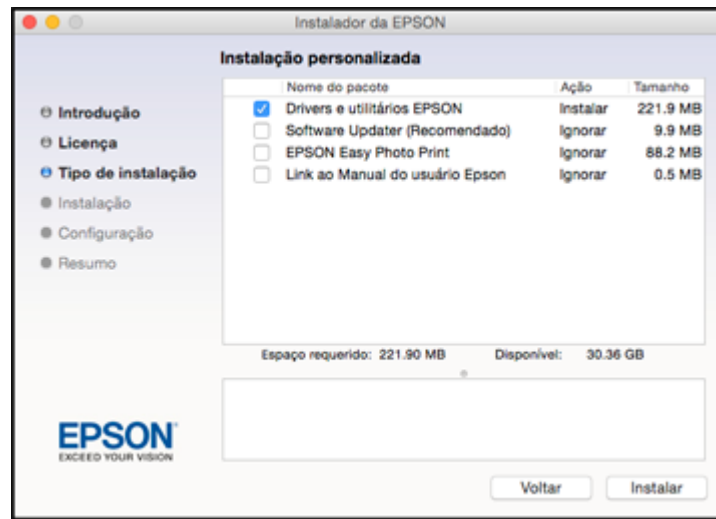 Instalador da EPSON
Instalação personalizada
Introdução
Licença
Tipo de instalação
Instalação
Configuração
Resumo
Nome do pacote Ação Tamanho
Drivers e utilitários EPSON Instalar 221.9 MB
Software Updater (Recomendado) Ignorar 9.9 MB
EPSON Easy Photo Print Ignorar 88.2 MB
Link ao Manual do usuário Epson Ignorar 0.5 MB
Espaço requerido: 221.90 MB Disponível: 30.36 GB
EPSON
EXCEED YOUR VISION
Voltar Instalar